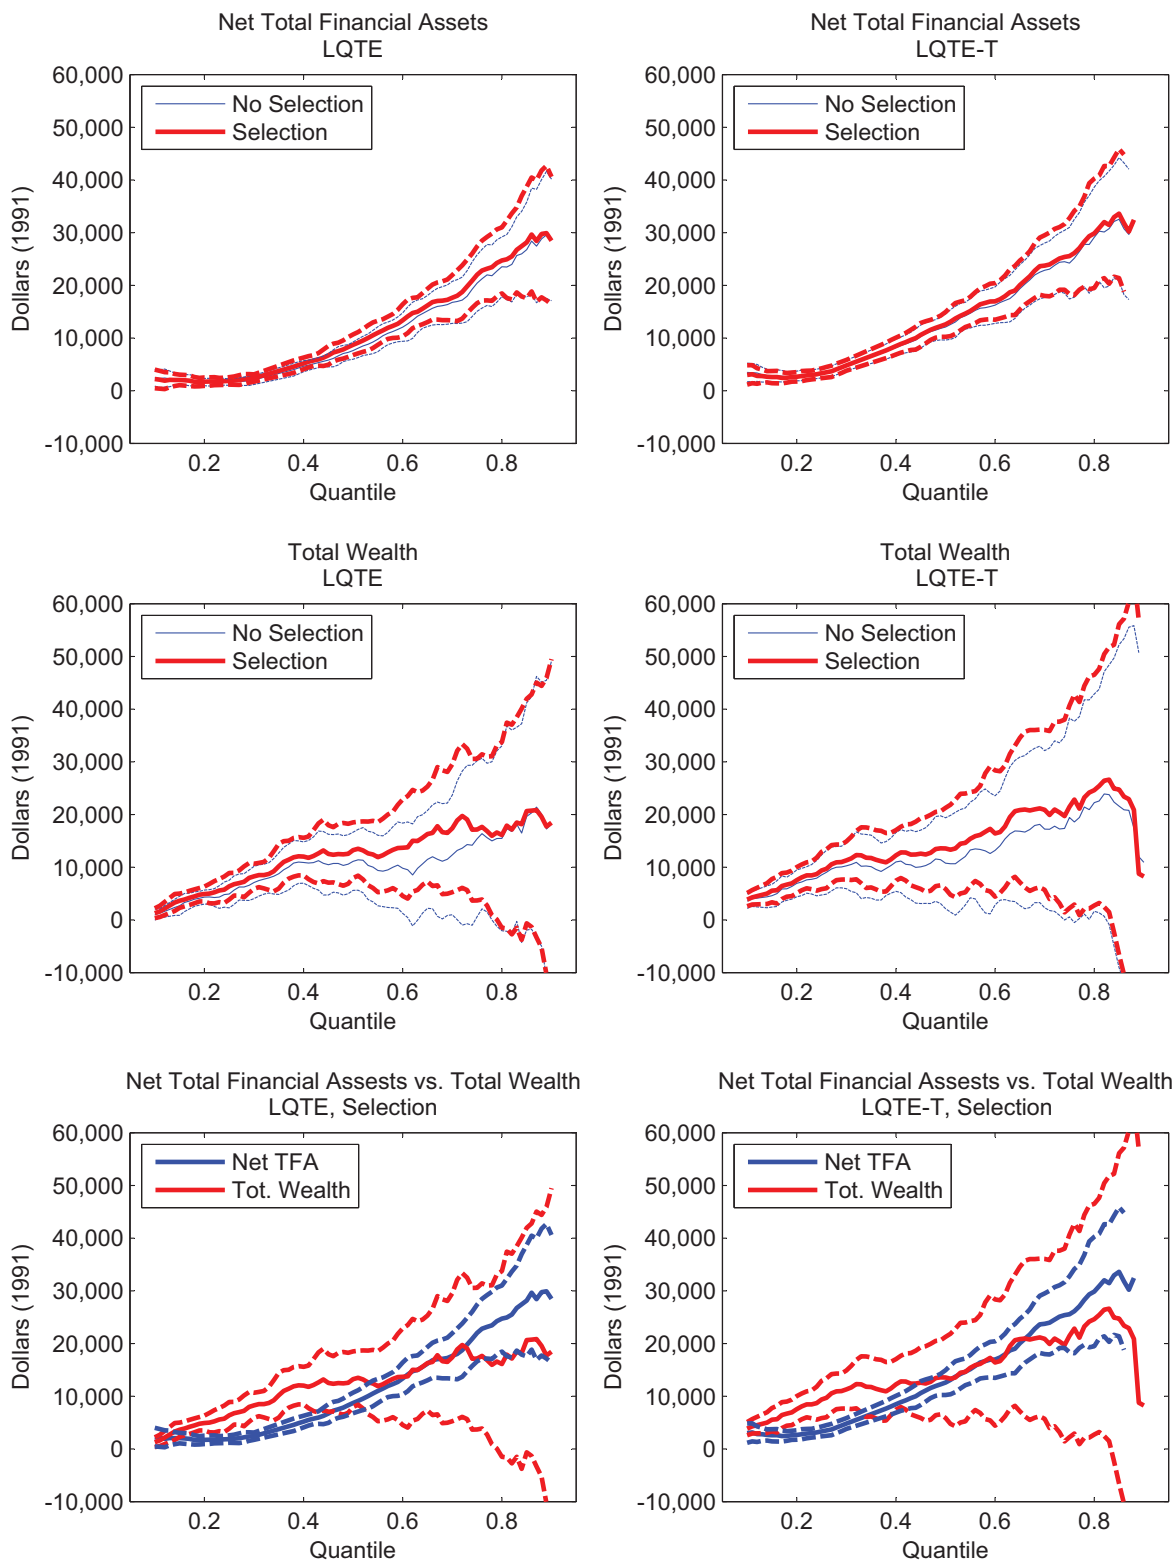 Net Total Financial Assets
LQTE
60,000
50,000
40,000
30,000
20,000
10,000
0
-10,000
Dollars (1991)
No Selection
Selection
0.2
0.4
0.6
0.8
Quantile
Net Total Financial Assets
LQTE-T
60,000
50,000
40,000
30,000
20,000
10,000
0
-10,000
Dollars (1991)
No Selection
Selection
0.2
0.4
0.6
0.8
Quantile
Total Wealth
LQTE
60,000
50,000
40,000
30,000
20,000
10,000
0
-10,000
Dollars (1991)
No Selection
Selection
0.2
0.4
0.6
0.8
Quantile
Total Wealth
LQTE-T
60,000
50,000
40,000
30,000
20,000
10,000
0
-10,000
Dollars (1991)
No Selection
Selection
0.2
0.4
0.6
0.8
Quantile
Net Total Financial Assests vs. Total Wealth
LQTE, Selection
60,000
50,000
40,000
30,000
20,000
10,000
0
-10,000
Dollars (1991)
Net TFA
Tot. Wealth
0.2
0.4
0.6
0.8
Quantile
Net Total Financial Assests vs. Total Wealth
LQTE-T, Selection
60,000
50,000
40,000
30,000
20,000
10,000
0
-10,000
Dollars (1991)
Net TFA
Tot. Wealth
0.2
0.4
0.6
0.8
Quantile